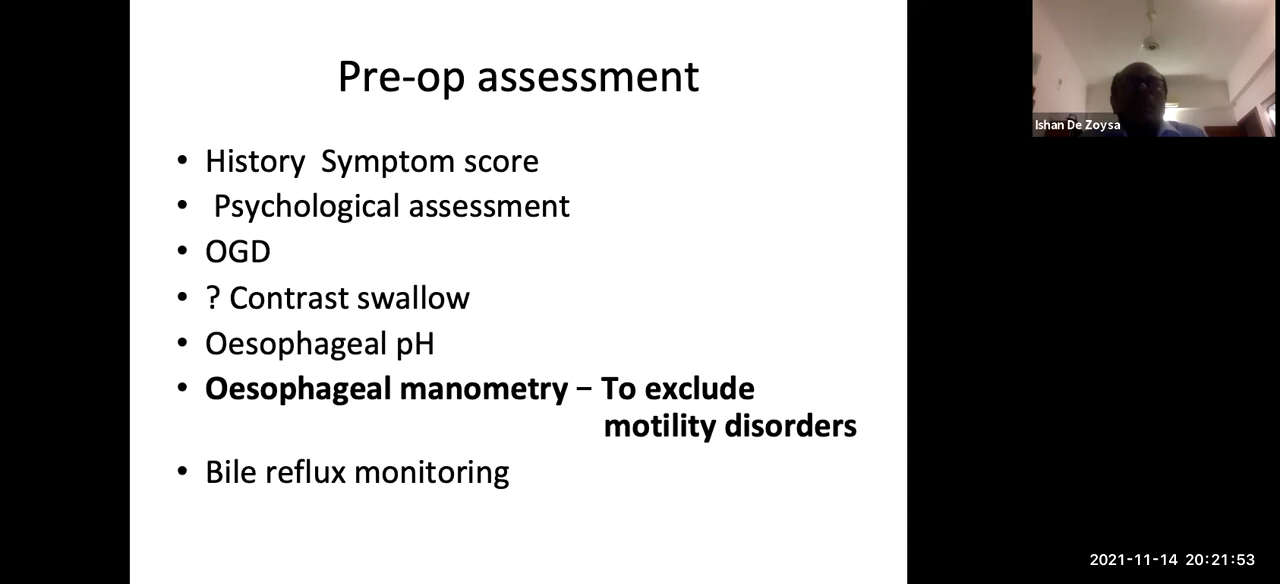 Pre-op assessment
• History  Symptom score
•  Psychological assessment
• OGD
• ? Contrast swallow
• Oesophageal pH
• Oesophageal manometry – To exclude
motility disorders
• Bile reflux monitoring
Ishan De Zoysa
2021-11-14 20:21:53